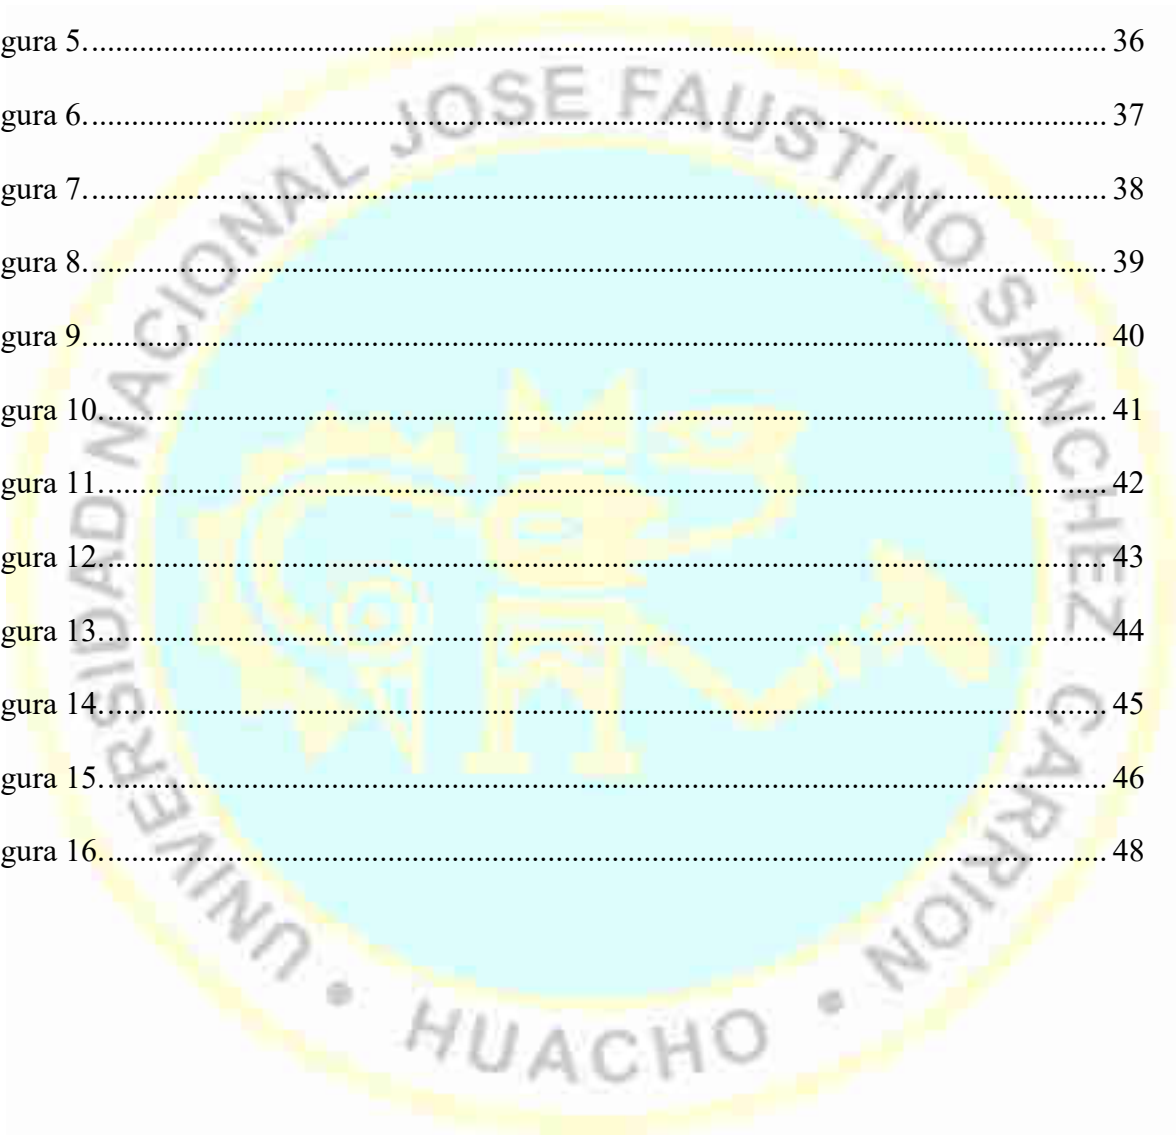 gura 5. 36
gura 6. 37
gura 7. 38
gura 8. 39
gura 9. 40
gura 10. 41
gura 11. 42
gura 12. 43
gura 13. 44
gura 14. 45
gura 15. 46
gura 16. 48
UNIVERSIDAD NACIONAL JOSE FAUSTINO SANCHEZ CARRION • HUACHO •